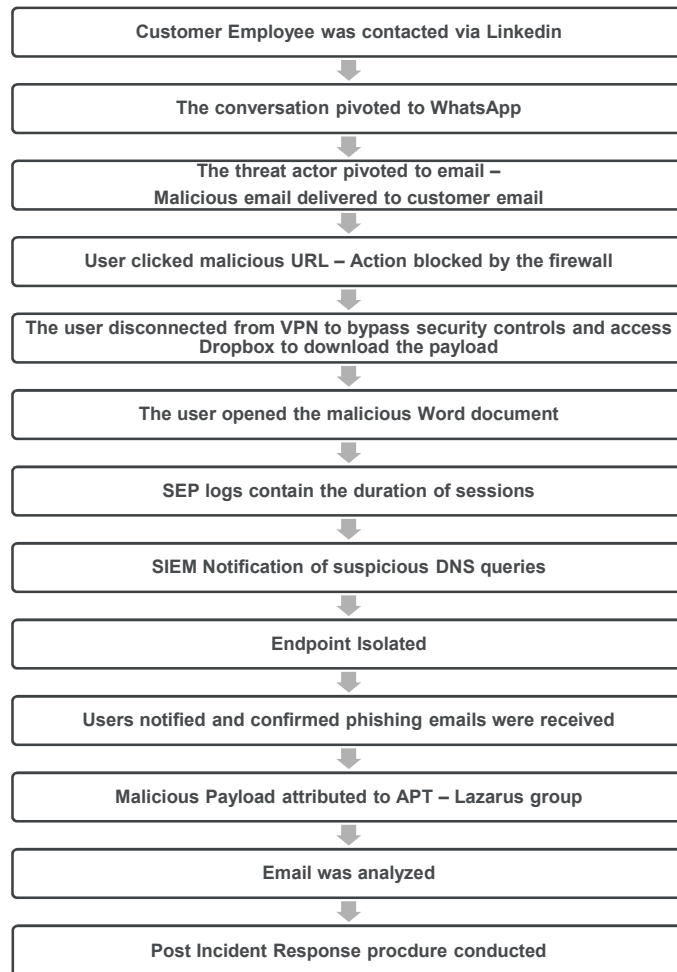 Customer Employee was contacted via Linkedin
The conversation pivoted to WhatsApp
The threat actor pivoted to email –
Malicious email delivered to customer email
User clicked malicious URL – Action blocked by the firewall
The user disconnected from VPN to bypass security controls and access
Dropbox to download the payload
The user opened the malicious Word document
SEP logs contain the duration of sessions
SIEM Notification of suspicious DNS queries
Endpoint Isolated
Users notified and confirmed phishing emails were received
Malicious Payload attributed to APT – Lazarus group
Email was analyzed
Post Incident Response procdure conducted